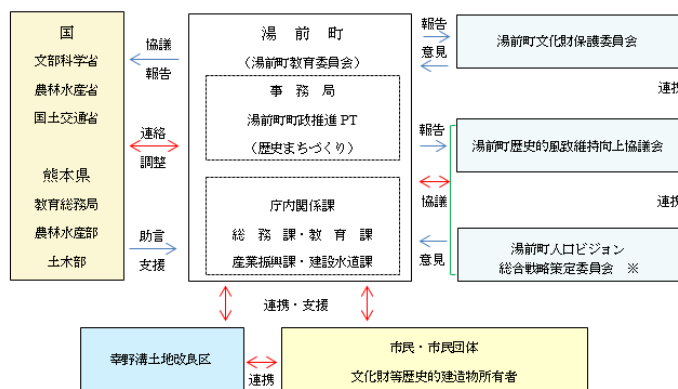 国
文部科学省
農林水産省
国土交通省
熊本県
教育総務局
農林水産部
土木部
協議
報告
連絡
調整
助言
支援
湯前町
（湯前町教育委員会）
事務局
湯前町町政推進PT
（歴史まちづくり）
庁内関係課
総務課・教育課
産業振興課・建設水道課
報告
意見
報告
協議
意見
湯前町文化財保護委員会
連携
湯前町歴史的風致維持向上協議会
連携
湯前町人口ビジョン
総合戦略策定委員会 ※
連携・支援
幸野溝土地改良区
連携
市民・市民団体
文化財等歴史的建造物所有者